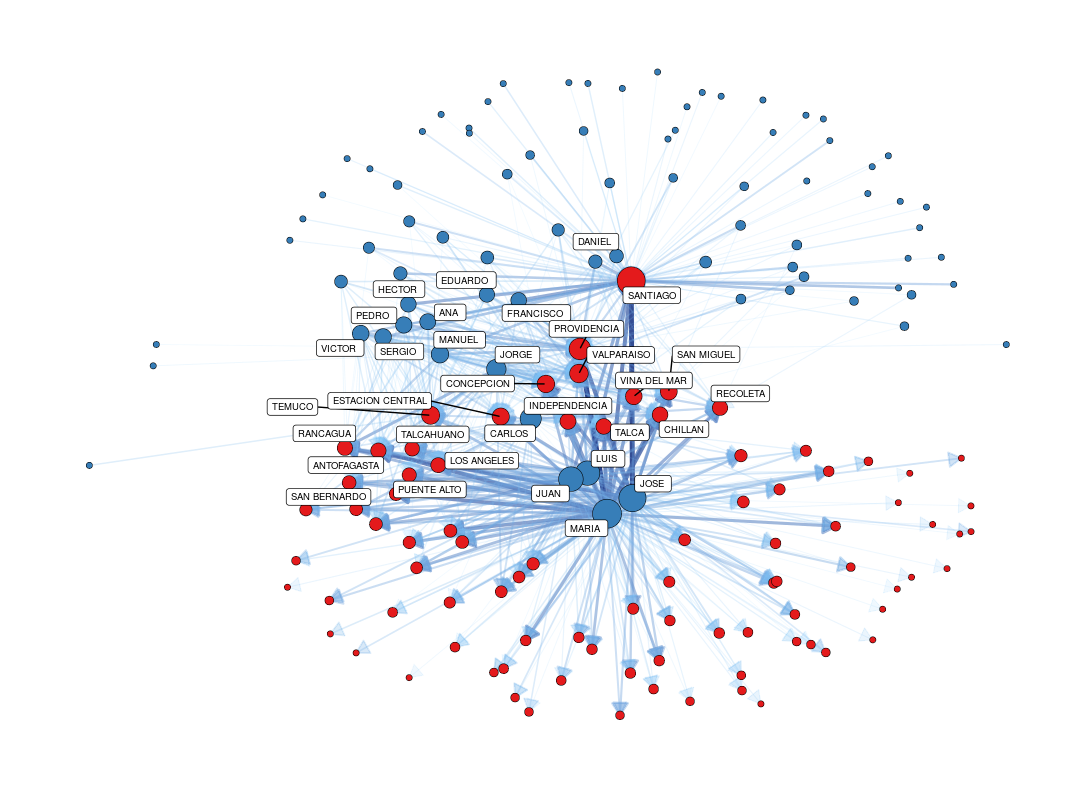 DANIEL
EDUARDO
HECTOR
SANTIAGO
PEDRO
ANA
FRANCISCO
PROVIDENCIA
VICTOR
SERGIO
MANUEL
JORGE
VALPARAISO
SAN MIGUEL
CONCEPCION
VINA DEL MAR
RECOLETA
TEMUCO
ESTACION CENTRAL
INDEPENDENCIA
RANCAGUA
TALCAHUANO
CARLOS
TALCA
CHILLAN
ANTOFAGASTA
LOS ANGELES
LUIS
SAN BERNARDO
PUENTE ALTO
JUAN
JOSE
MARIA